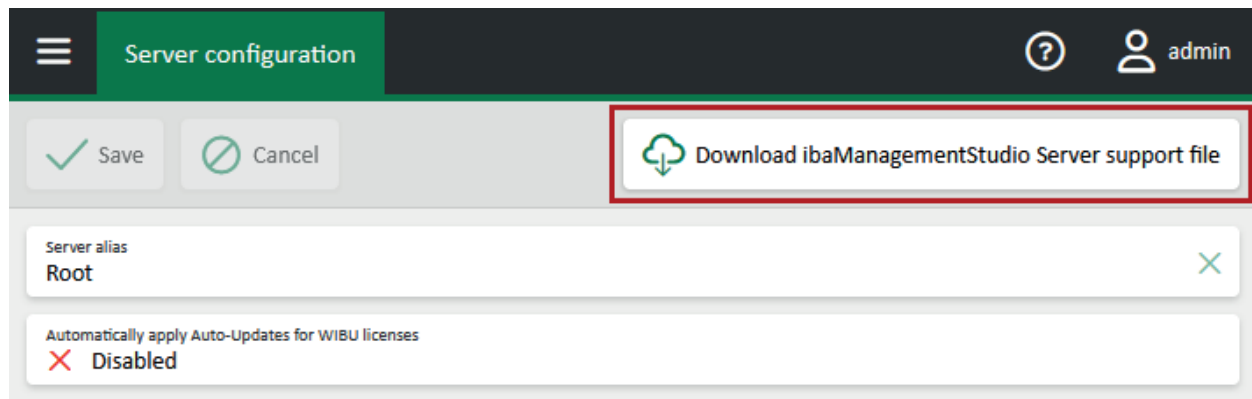 Server configuration
admin
Save
Cancel
Download ibaManagementStudio Server support file
Server alias
Root
Automatically apply Auto-Updates for WIBU licenses
Disabled